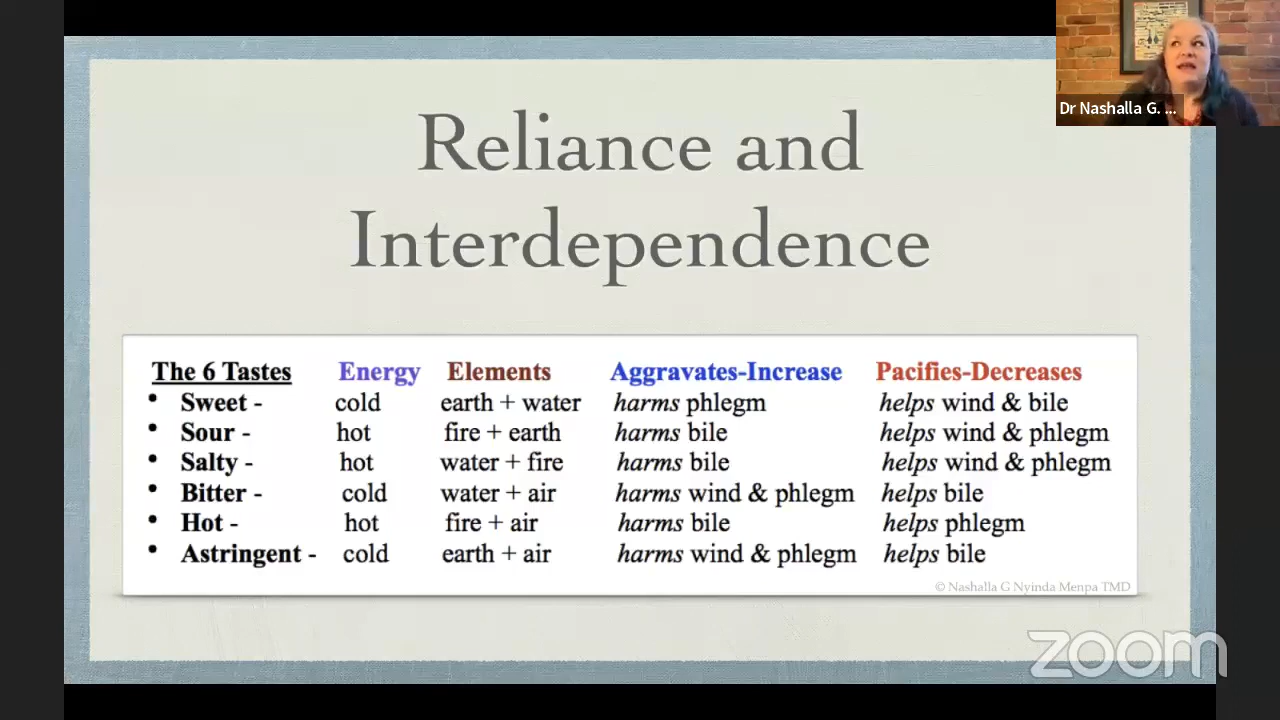 Dr Nashalla G. ...
Reliance and
Interdependence
The 6 Tastes Energy Elements Aggravates-Increase Pacifies-Decreases
• Sweet - cold earth + water harms phlegm helps wind & bile
• Sour - hot fire + earth harms bile helps wind & phlegm
• Salty - hot water + fire harms bile helps wind & phlegm
• Bitter - cold water + air harms wind & phlegm helps bile
• Hot - hot fire + air harms bile helps phlegm
• Astringent - cold earth + air harms wind & phlegm helps bile
© Nashalla G Nyinda Menpa TMD
zoom